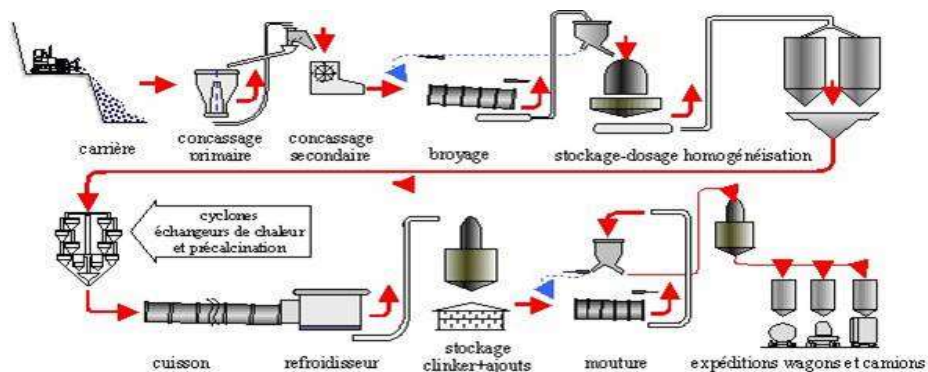 carrière
concassage
primaire
concassage
secondaire
broyage
stockage-dosage homogénéisation
cyclones
échangeurs de chaleur
et précalcination
cuisson
refroidisseur
stockage
clinker+ajouts
mouture
expéditions wagons et camions